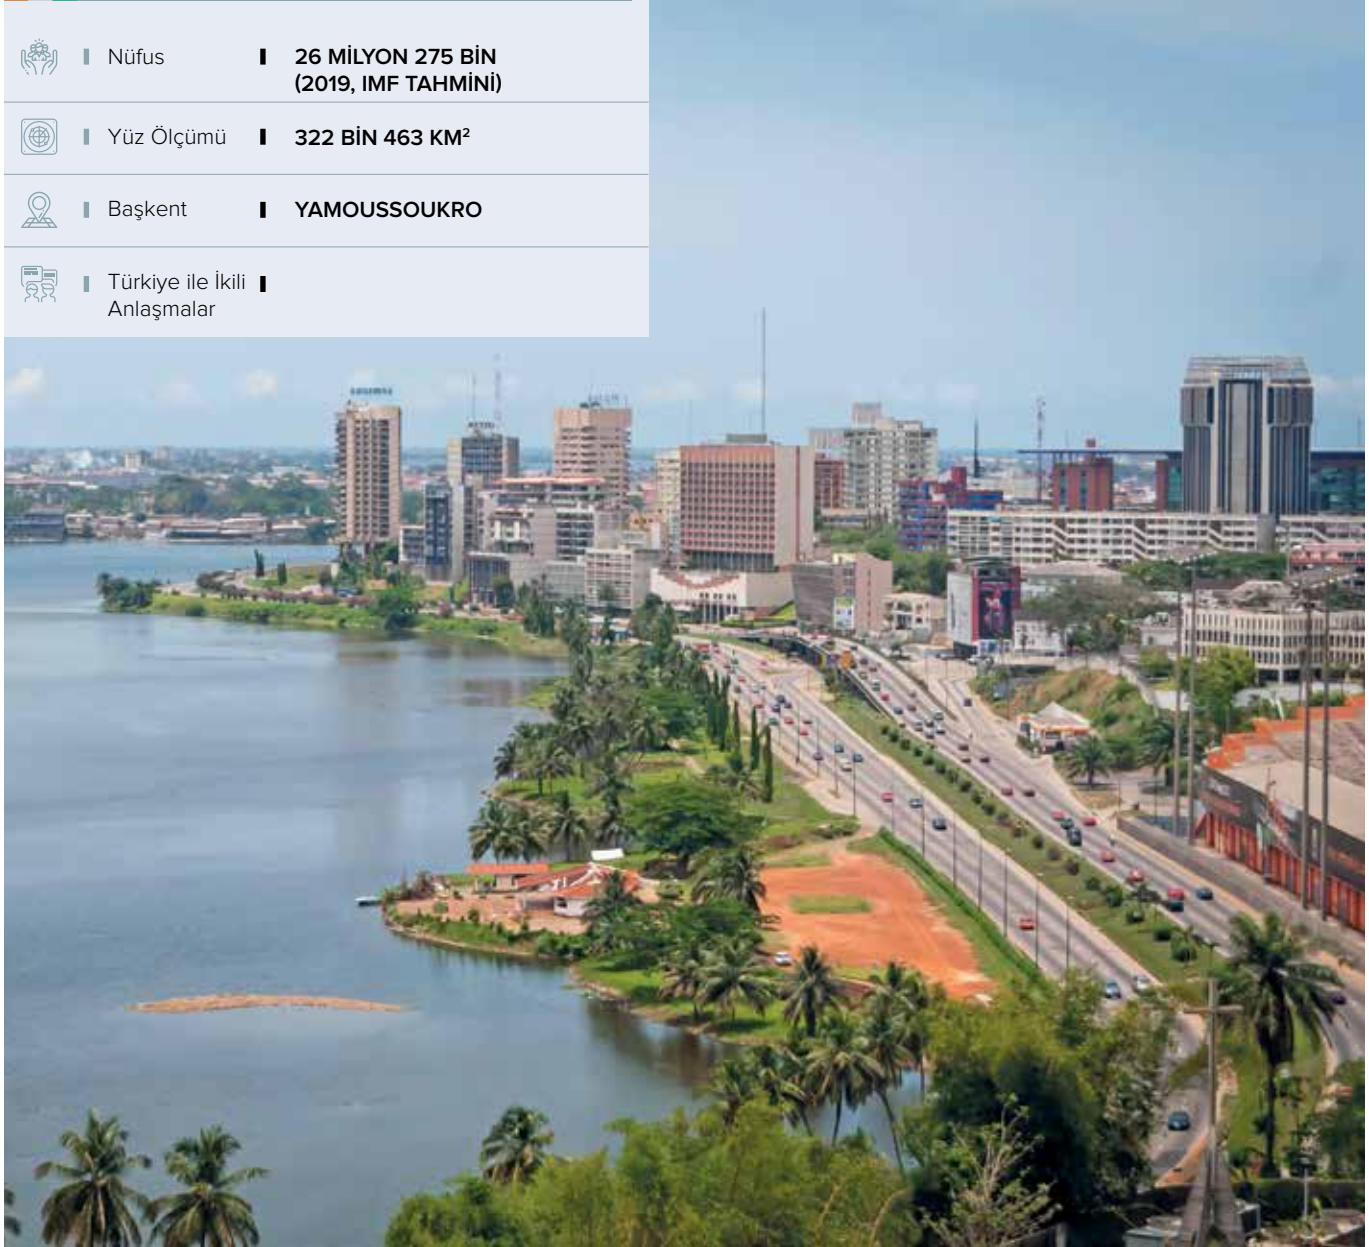 Nüfus
26 MİLYON 275 BİN
(2019, IMF TAHMİNİ)
Yüz Ölçümü
322 BİN 463 KM²
Başkent
YAMOUSSOUKRO
Türkiye ile İkili
Anlaşmalar